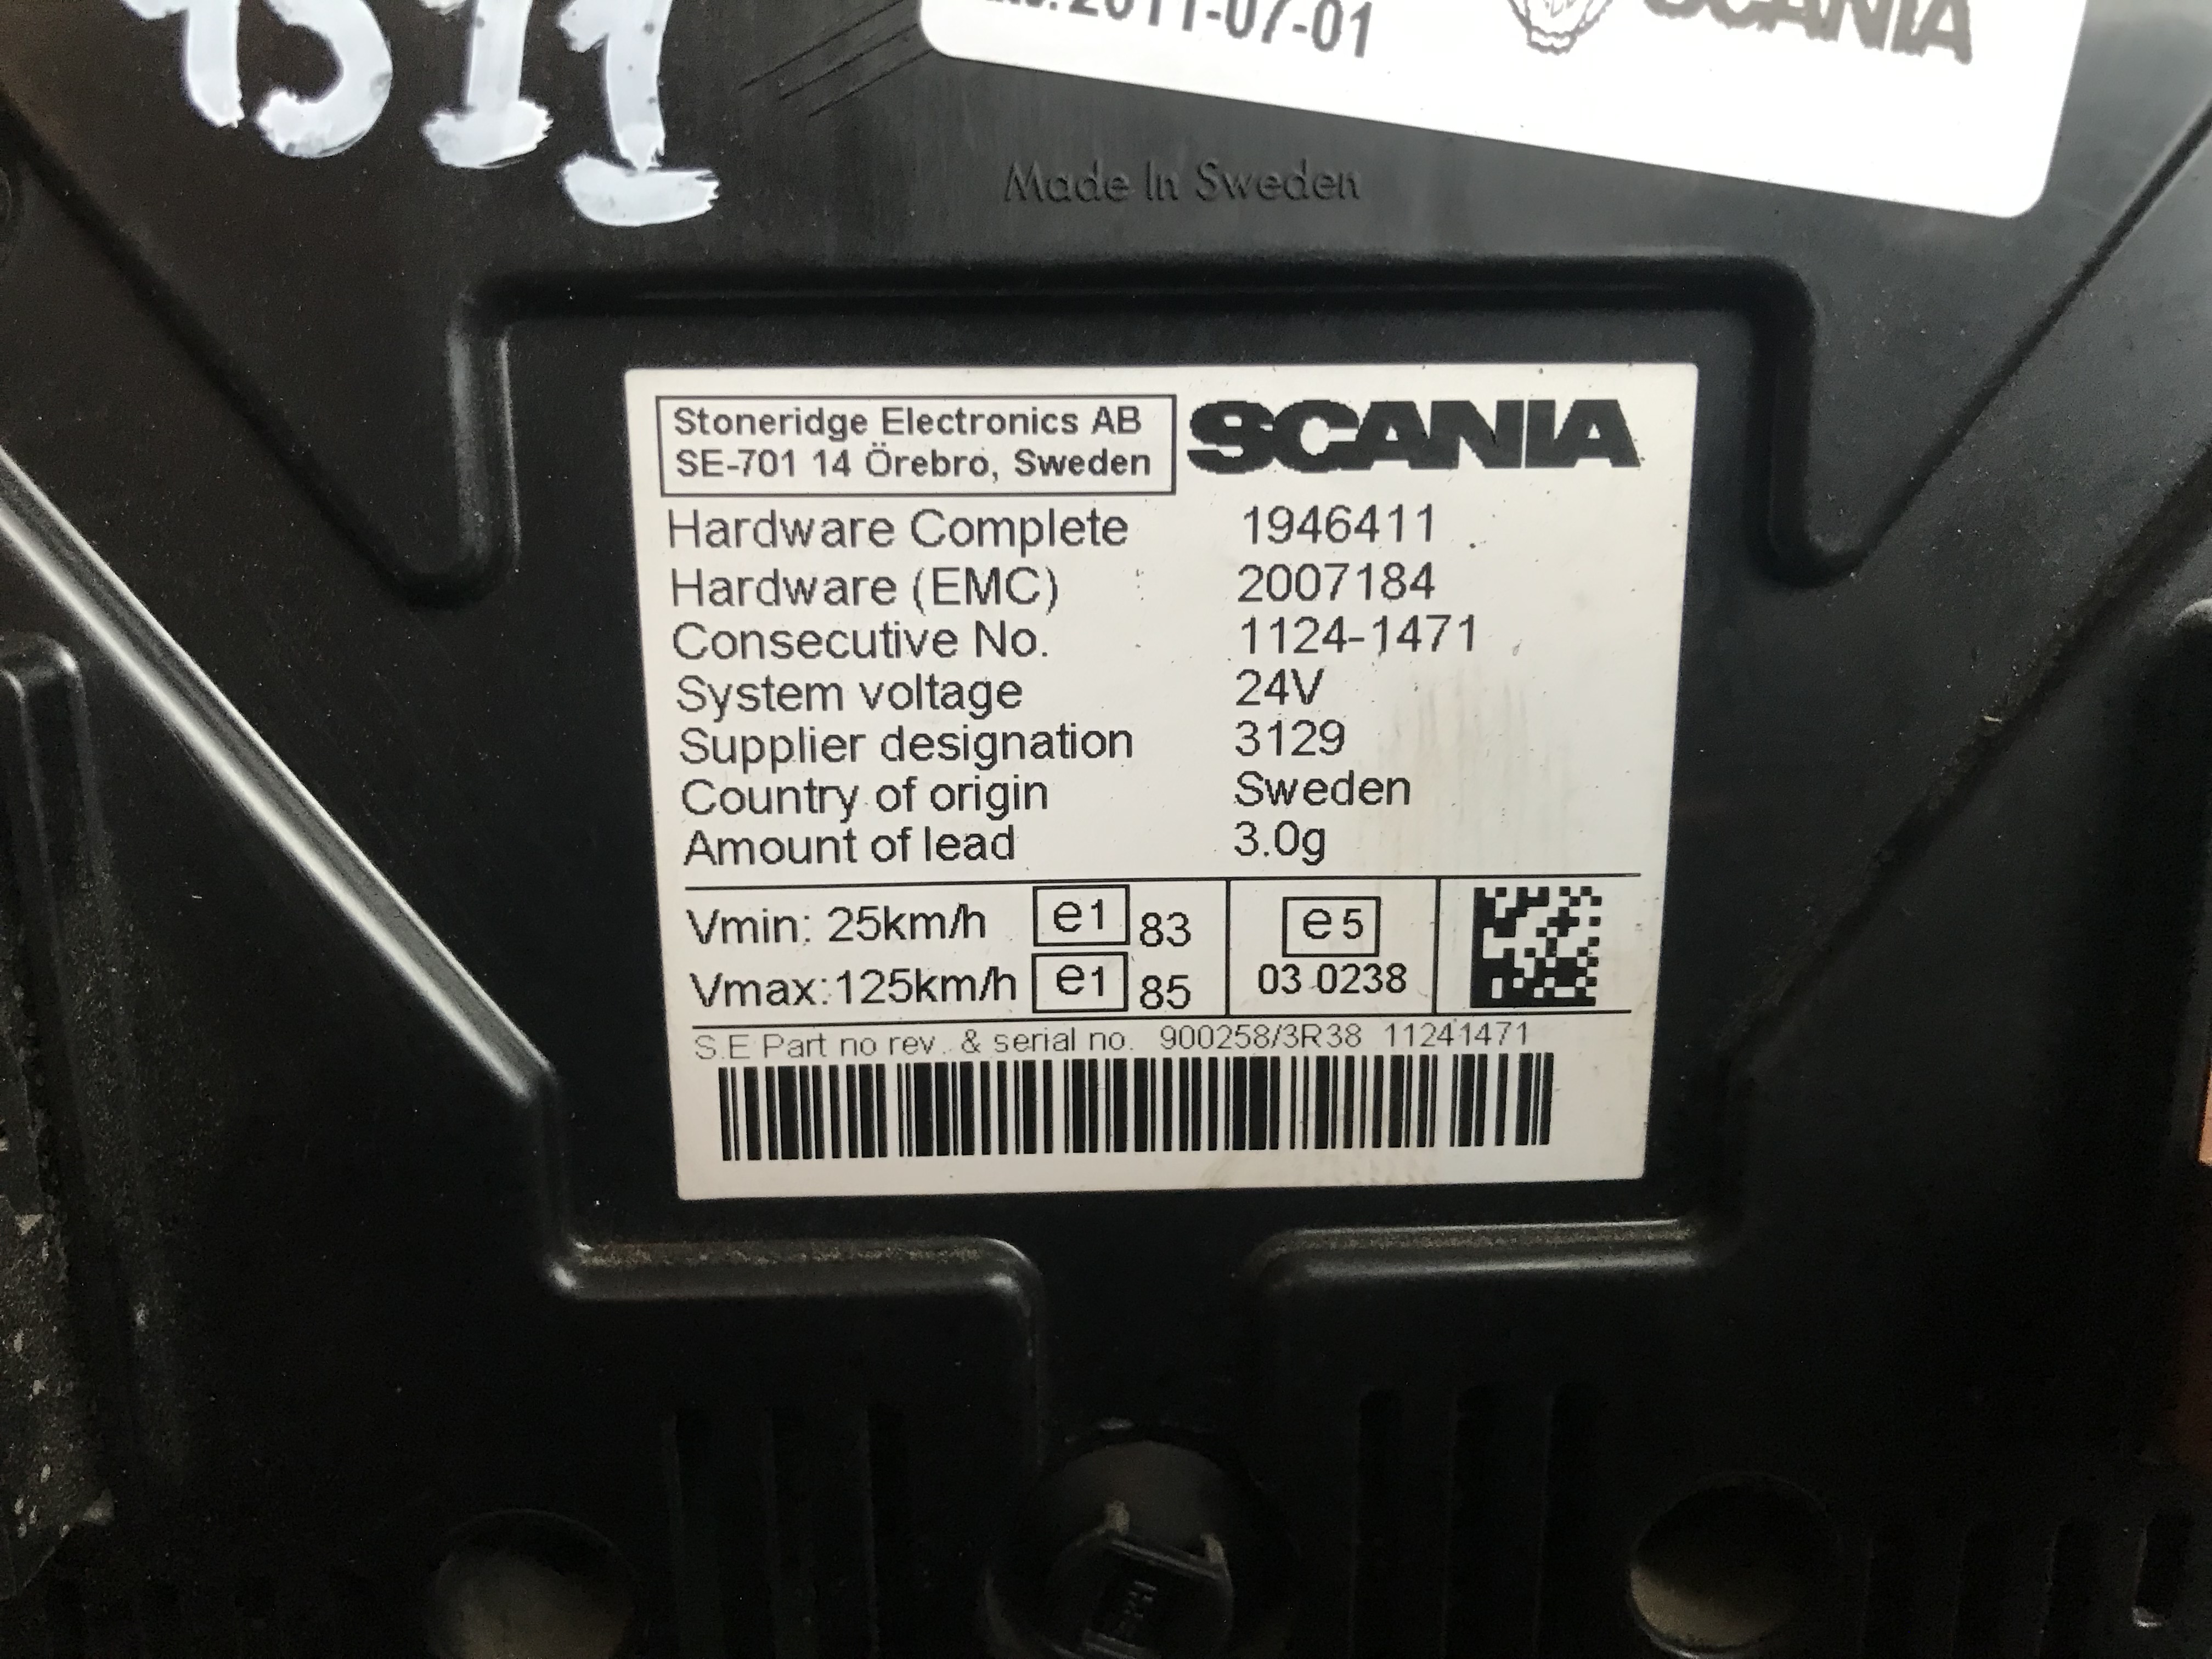 2011-07-01
SCANIA
Made In Sweden
Stoneridge Electronics AB
SE-701 14 Örebro, Sweden
SCANIA
Hardware Complete 1946411
Hardware (EMC) 2007184
Consecutive No. 1124-1471
System voltage 24V
Supplier designation 3129
Country of origin Sweden
Amount of lead 3.0g
Vmin: 25km/h e1 83
Vmax:125km/h e1 85
e5
03 0238
S.E Part no rev. & serial no. 900258/3R38 11241471